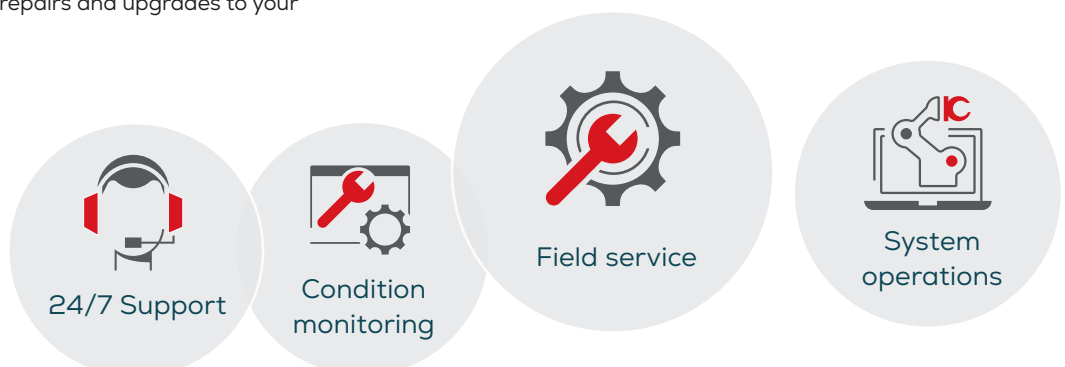 repairs and upgrades to your
24/7 Support
Condition
monitoring
Field service
System
operations